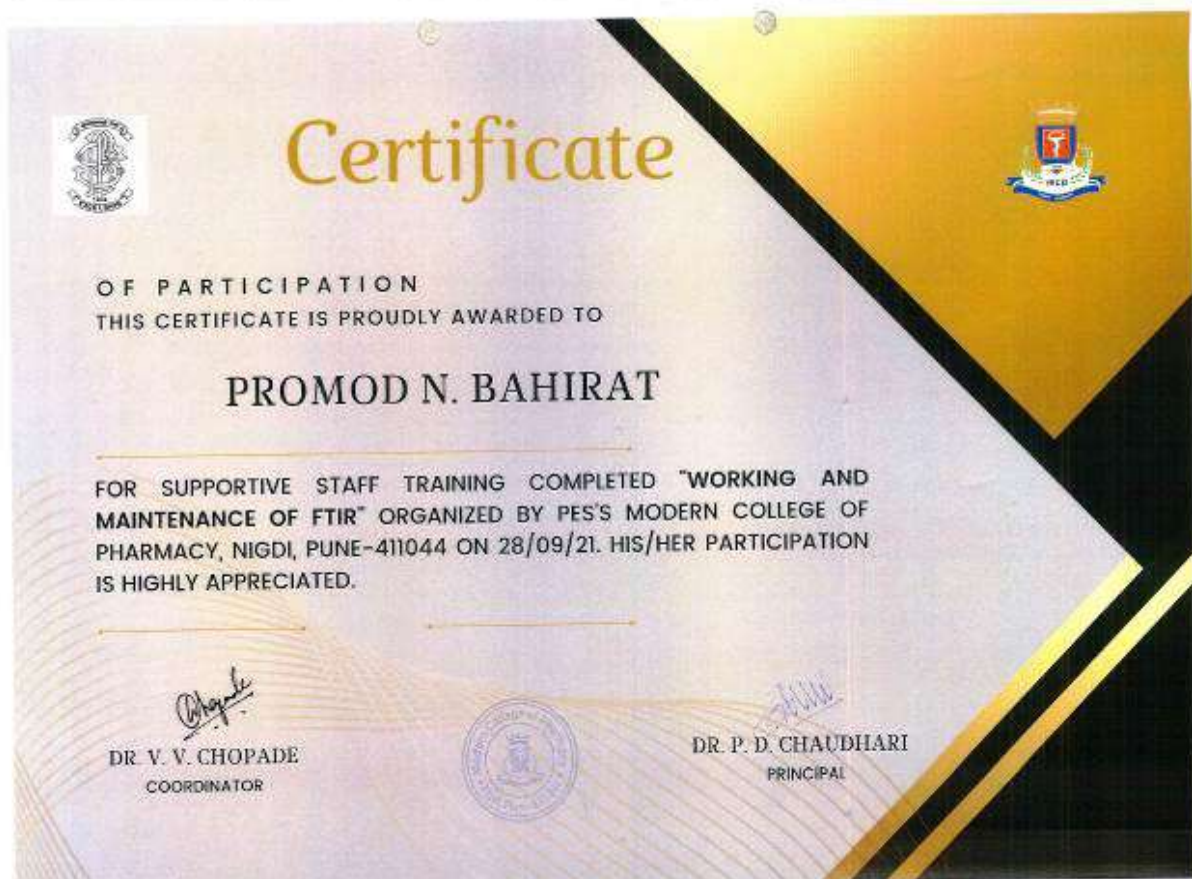 Certificate
OF PARTICIPATION
THIS CERTIFICATE IS PROUDLY AWARDED TO
PROMOD N. BAHIRAT
FOR SUPPORTIVE STAFF TRAINING COMPLETED "WORKING AND
MAINTENANCE OF FTIR" ORGANIZED BY PES'S MODERN COLLEGE OF
PHARMACY, NIGDI, PUNE-411044 ON 28/09/21. HIS/HER PARTICIPATION
IS HIGHLY APPRECIATED.
DR. V. V. CHOPADE
COORDINATOR
DR. P. D. CHAUDHARI
PRINCIPAL